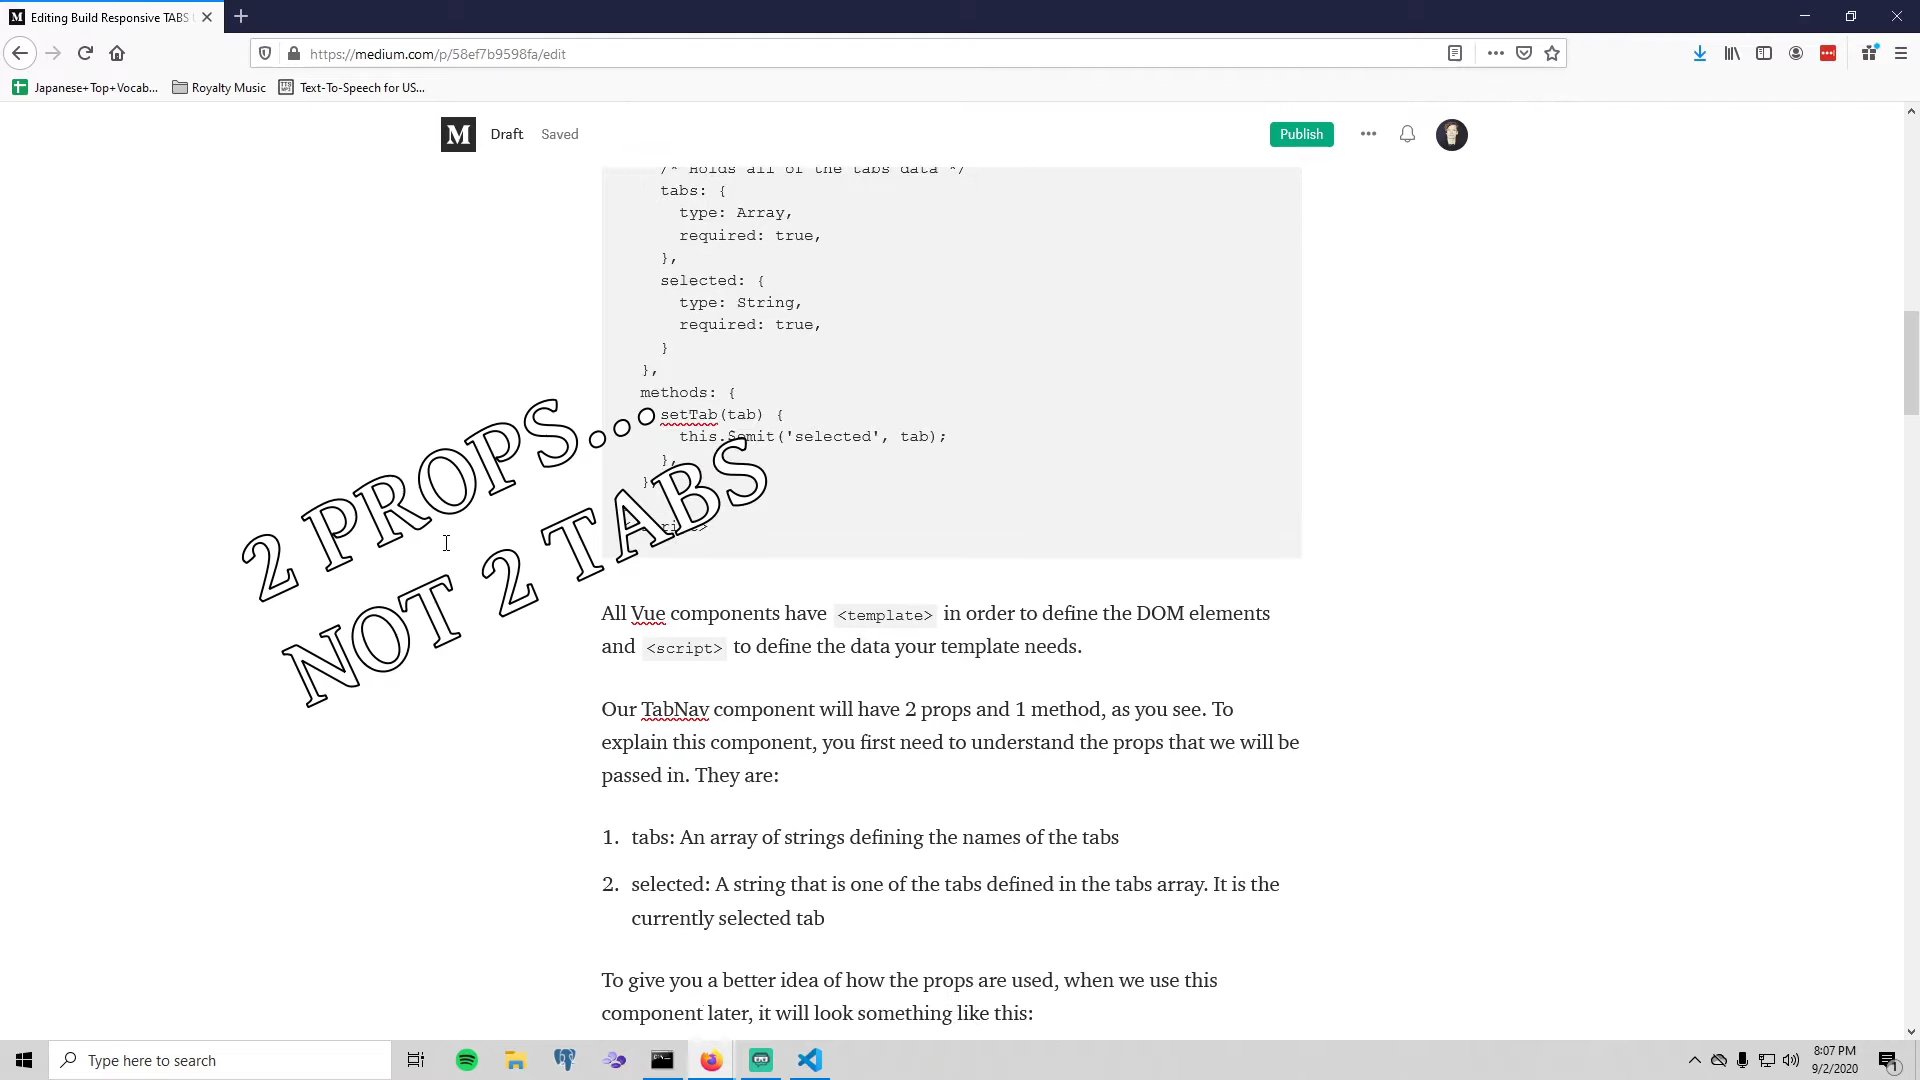 Editing Build Responsive TABS
https://medium.com/p/58ef7b9598fa/edit
Japanese+Top+Vocab...
Royalty Music
Text-To-Speech for US...
M
Draft
Saved
Publish
/* Holds all of the tabs data */
tabs: {
type: Array,
required: true,
},
selected: {
type: String,
required: true,
}
},
methods: {
setTab(tab) {
this.$emit('selected', tab);
},
}
2 PROPS...
NOT 2 TABS
All Vue components have <template> in order to define the DOM elements
and <script> to define the data your template needs.
Our TabNav component will have 2 props and 1 method, as you see. To
explain this component, you first need to understand the props that we will be
passed in. They are:
1. tabs: An array of strings defining the names of the tabs
2. selected: A string that is one of the tabs defined in the tabs array. It is the
currently selected tab
To give you a better idea of how the props are used, when we use this
component later, it will look something like this:
Type here to search
8:07 PM
9/2/2020
1